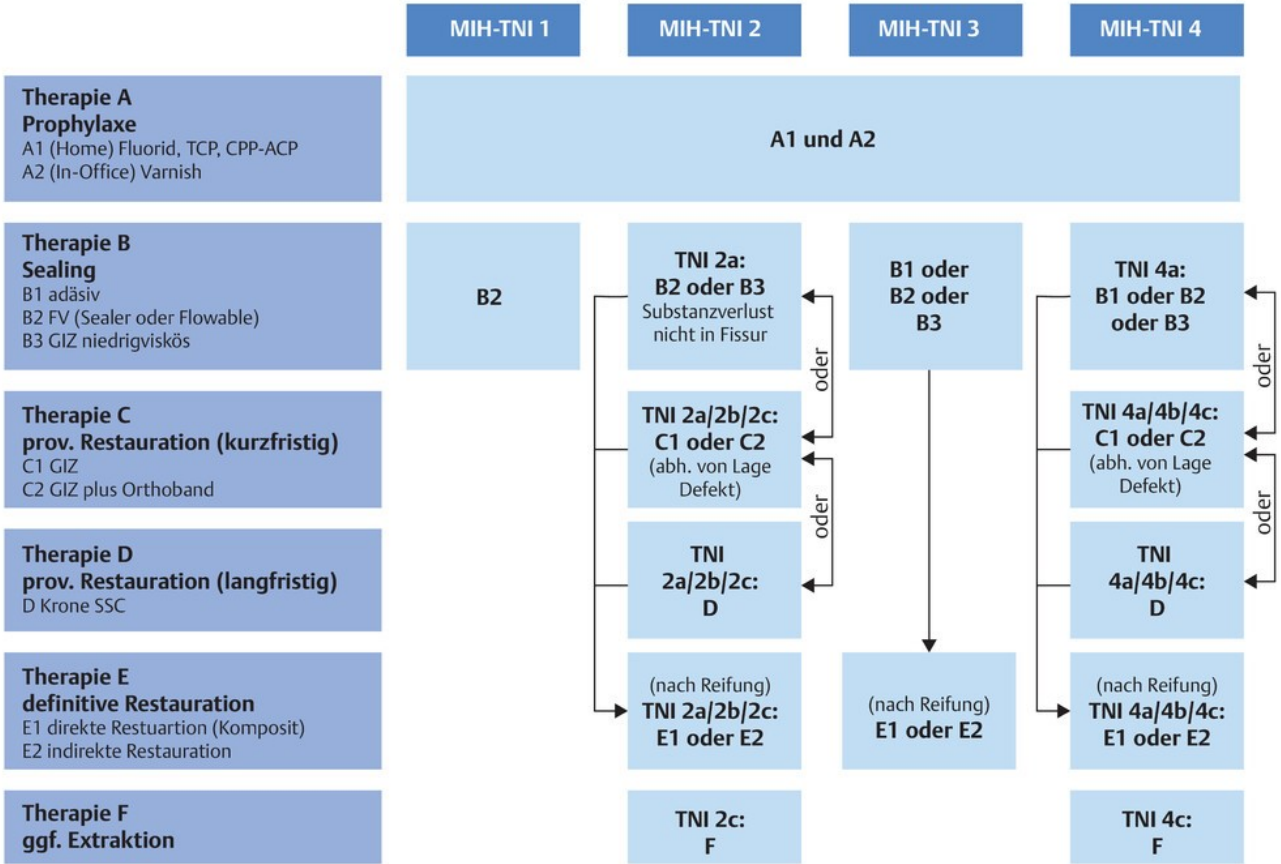 MIH-TNI 1
MIH-TNI 2
MIH-TNI 3
MIH-TNI 4
Therapie A
Prophylaxe
A1 (Home) Fluorid, TCP, CPP-ACP
A2 (In-Office) Varnish
A1 und A2
Therapie B
Sealing
B1 adäsiv
B2 FV (Sealer oder Flowable)
B3 GIZ niedrigviskös
B2
TNI 2a:
B2 oder B3
Substanzverlust
nicht in Fissur
B1 oder
B2 oder
B3
TNI 4a:
B1 oder B2
oder B3
oder
oder
Therapie C
prov. Restauration (kurzfristig)
C1 GIZ
C2 GIZ plus Orthoband
TNI 2a/2b/2c:
C1 oder C2
(abh. von Lage
Defekt)
TNI 4a/4b/4c:
C1 oder C2
(abh. von Lage
Defekt)
oder
oder
Therapie D
prov. Restauration (langfristig)
D Krone SSC
TNI
2a/2b/2c:
D
TNI
4a/4b/4c:
D
Therapie E
definitive Restauration
E1 direkte Restuartion (Komposit)
E2 indirekte Restauration
(nach Reifung)
TNI 2a/2b/2c:
E1 oder E2
(nach Reifung)
E1 oder E2
(nach Reifung)
TNI 4a/4b/4c:
E1 oder E2
Therapie F
ggf. Extraktion
TNI 2c:
F
TNI 4c:
F